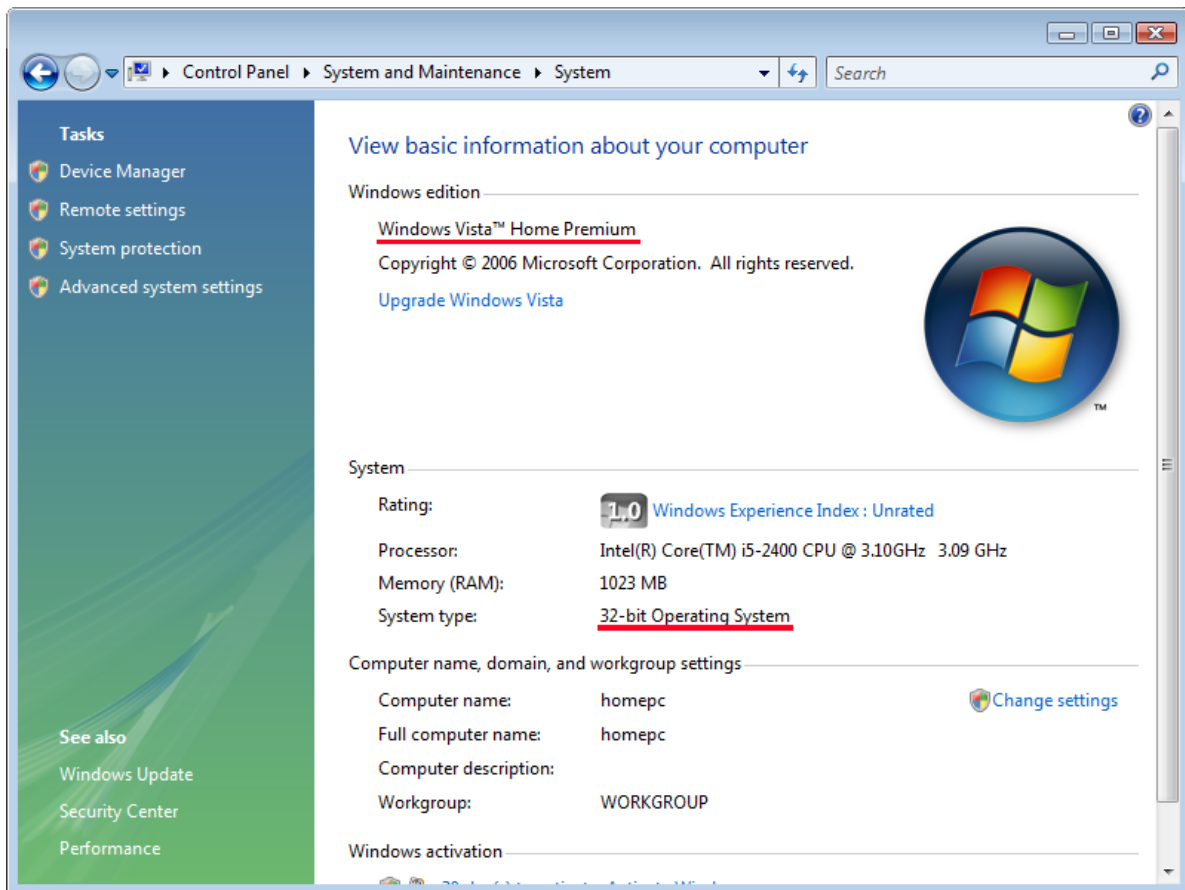 Control Panel System and Maintenance System
Search
Tasks
Device Manager
Remote settings
System protection
Advanced system settings
See also
Windows Update
Security Center
Performance
View basic information about your computer
Windows edition
Windows Vista™ Home Premium
Copyright © 2006 Microsoft Corporation. All rights reserved.
Upgrade Windows Vista
TM
System
Rating: 1,0 Windows Experience Index : Unrated
Processor: Intel(R) Core(TM) i5-2400 CPU @ 3.10GHz 3.09 GHz
Memory (RAM): 1023 MB
System type: 32-bit Operating System
Computer name, domain, and workgroup settings
Computer name: homepc Change settings
Full computer name: homepc
Computer description:
Workgroup: WORKGROUP
Windows activation